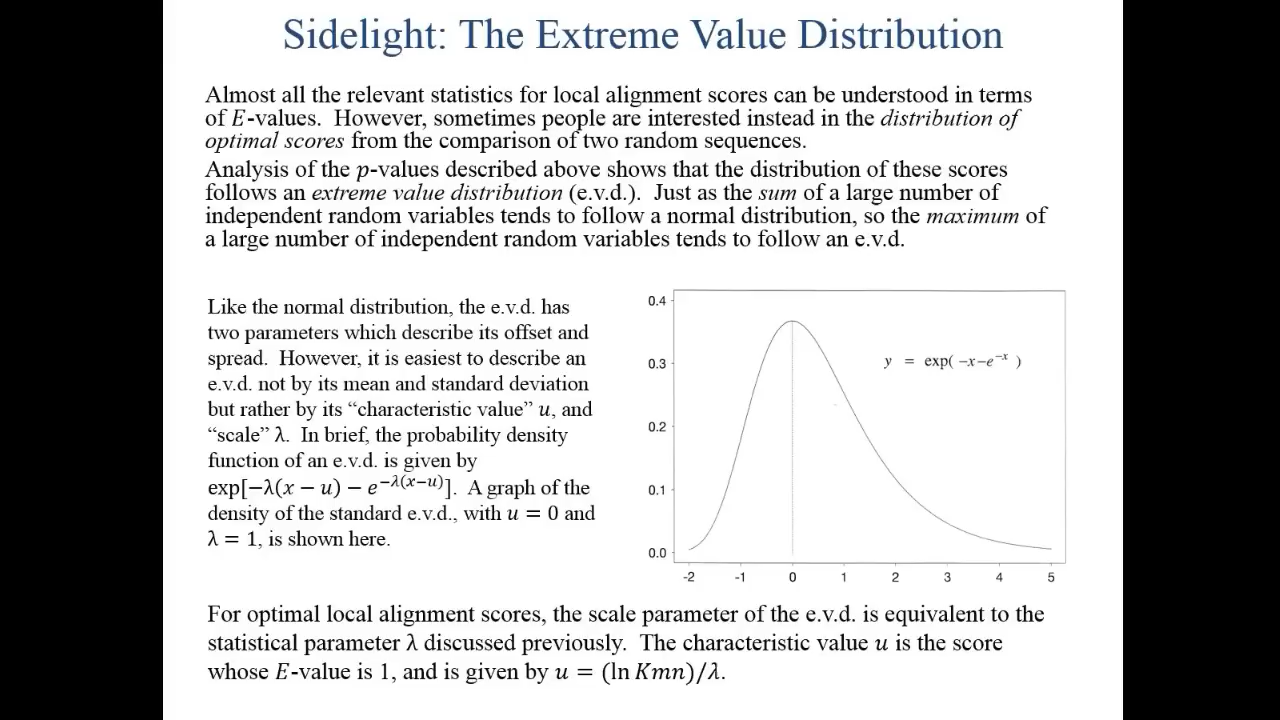 Sidelight: The Extreme Value Distribution
Almost all the relevant statistics for local alignment scores can be understood in terms
of E-values.  However, sometimes people are interested instead in the distribution of
optimal scores from the comparison of two random sequences.
Analysis of the p-values described above shows that the distribution of these scores
follows an extreme value distribution (e.v.d.).  Just as the sum of a large number of
independent random variables tends to follow a normal distribution, so the maximum of
a large number of independent random variables tends to follow an e.v.d.
Like the normal distribution, the e.v.d. has
two parameters which describe its offset and
spread.  However, it is easiest to describe an
e.v.d. not by its mean and standard deviation
but rather by its “characteristic value” u, and
“scale” λ.  In brief, the probability density
function of an e.v.d. is given by
exp[−λ(x − u) − e^{−λ(x−u)}].  A graph of the
density of the standard e.v.d., with u = 0 and
λ = 1, is shown here.
0.4
0.3
0.2
0.1
0.0
y = exp( −x−e^{−x} )
-2 -1 0 1 2 3 4 5
For optimal local alignment scores, the scale parameter of the e.v.d. is equivalent to the
statistical parameter λ discussed previously.  The characteristic value u is the score
whose E-value is 1, and is given by u = (ln Kmn)/λ.